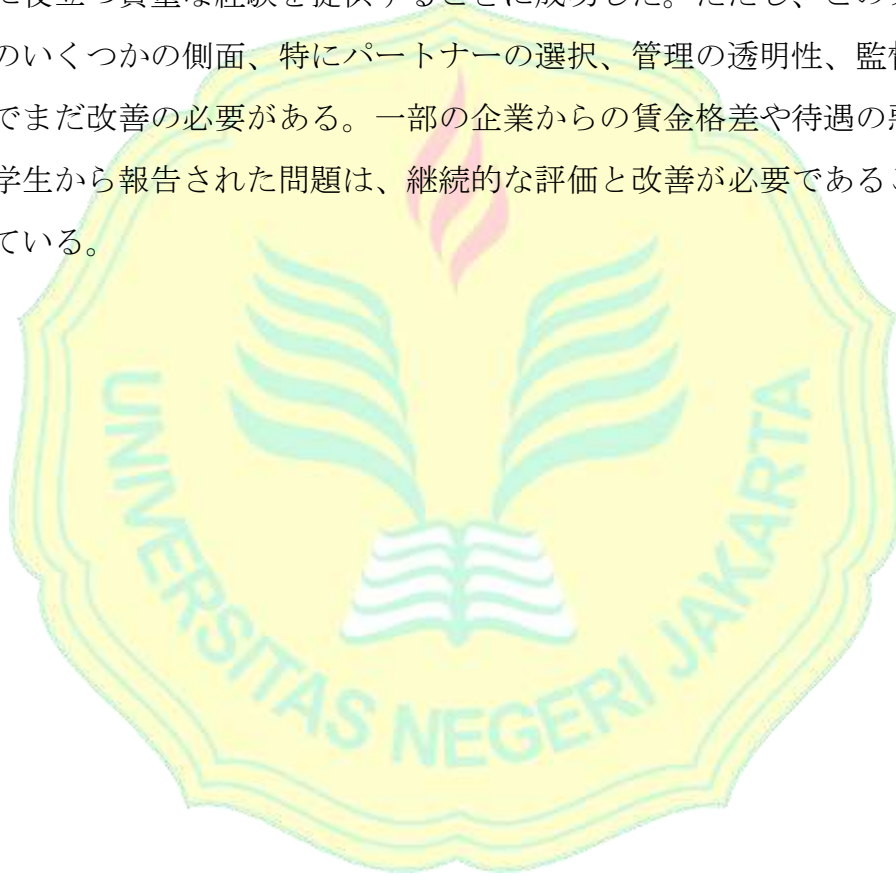 に役立つ貴重な経験を提供することに成功した。ただし、この
のいくつかの側面、特にパートナーの選択、管理の透明性、監督
でまだ改善の必要がある。一部の企業からの賃金格差や待遇の悪
学生から報告された問題は、継続的な評価と改善が必要である
ている。
UNIVERSITAS NEGERI JAKARTA